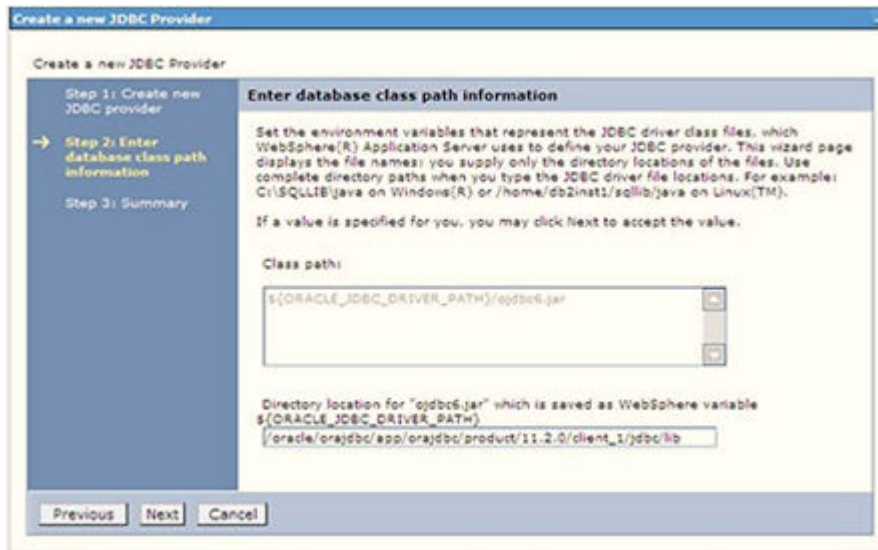 Create a new JDBC Provider
Create a new JDBC Provider
Step 1: Create new
JDBC provider
Step 2: Enter
database class path
information
Step 3: Summary
Enter database class path information
Set the environment variables that represent the JDBC driver class files, which
WebSphere(R) Application Server uses to define your JDBC provider. This wizard page
displays the file names; you supply only the directory locations of the files. Use
complete directory paths when you type the JDBC driver file locations. For example:
C:\SQLLIB\java on Windows(R) or /home/db2inst1/sqllib/java on Linux(TM).
If a value is specified for you, you may click Next to accept the value.
Class path:
${ORACLE_JDBC_DRIVER_PATH}/ojdbc6.jar
Directory location for "ojdbc6.jar" which is saved as WebSphere variable
${ORACLE_JDBC_DRIVER_PATH}
/oracle/orajdbc/app/orajdbc/product/11.2.0/client_1/jdbc/lib
Previous Next Cancel